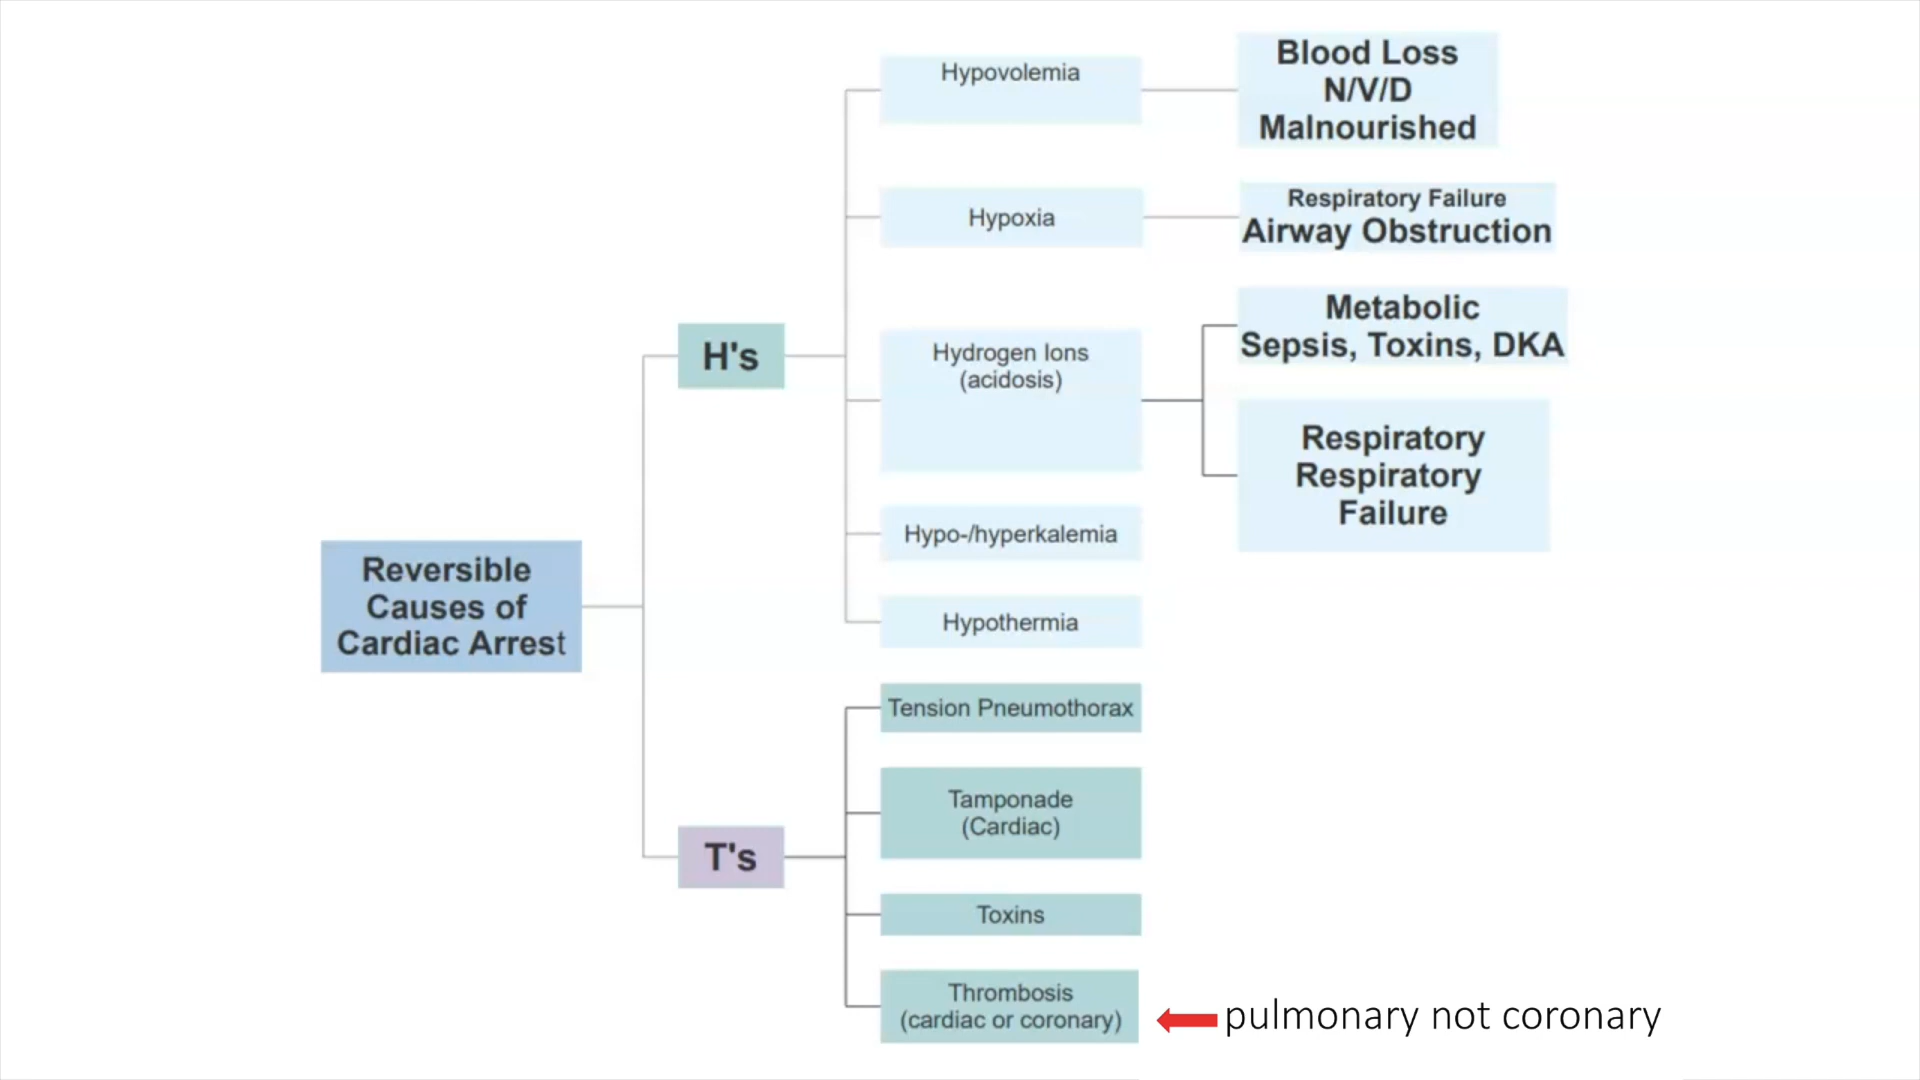 Reversible
Causes of
Cardiac Arrest
H's
Hypovolemia
Blood Loss
N/V/D
Malnourished
Hypoxia
Respiratory Failure
Airway Obstruction
Hydrogen Ions
(acidosis)
Metabolic
Sepsis, Toxins, DKA
Respiratory
Respiratory
Failure
Hypo-/hyperkalemia
Hypothermia
T's
Tension Pneumothorax
Tamponade
(Cardiac)
Toxins
Thrombosis
(cardiac or coronary)
pulmonary not coronary